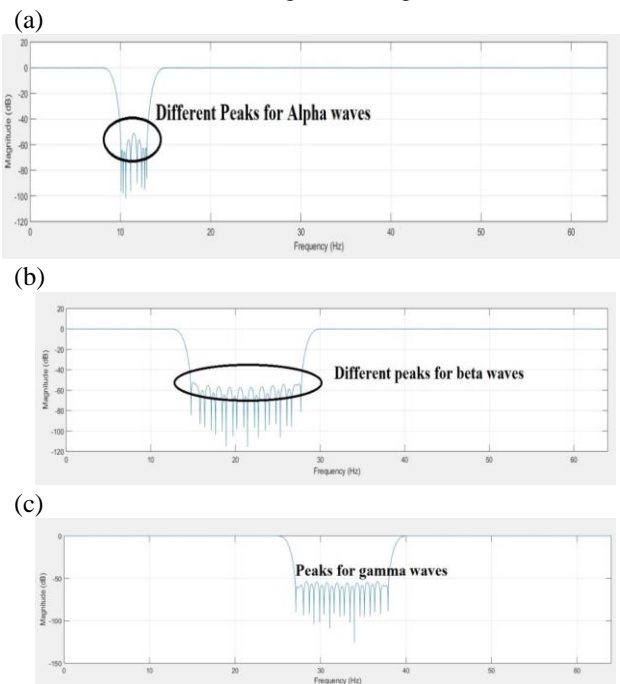 (a)
20
0
-20
-40
-60
-80
-100
-120
Magnitude (dB)
Different Peaks for Alpha waves
0 10 20 30 40 50 60
Frequency (Hz)
(b)
20
0
-20
-40
-60
-80
-100
-120
Magnitude (dB)
Different peaks for beta waves
0 10 20 30 40 50 60
Frequency (Hz)
(c)
0
-50
-100
-150
Magnitude (dB)
Peaks for gamma waves
0 10 20 30 40 50 60
Frequency (Hz)